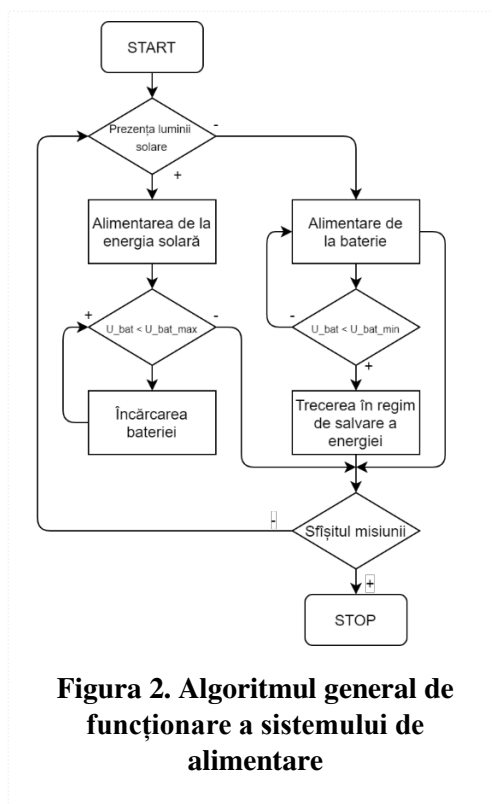 START
Prezența luminii
solare
-
+
Alimentarea de la
energia solară
Alimentare de
la baterie
+
U_bat < U_bat_max
-
-
U_bat < U_bat_min
+
Încărcarea
bateriei
Trecerea în regim
de salvare a
energiei
-
Sfîșitul misiunii
+
STOP
Figura 2. Algoritmul general de
funcționare a sistemului de
alimentare